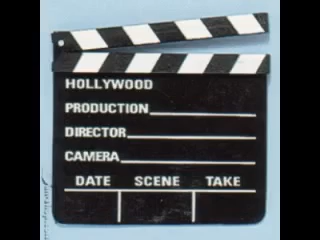 HOLLYWOOD
PRODUCTION
DIRECTOR
CAMERA
DATE SCENE TAKE